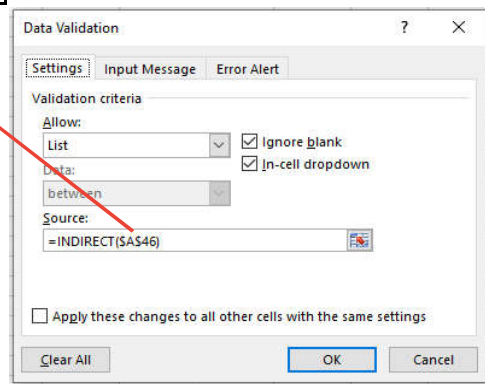 Data Validation ? ×
Settings Input Message Error Alert
Validation criteria
Allow:
List Ignore blank
Data: In-cell dropdown
between
Source:
=INDIRECT($A$46)
Apply these changes to all other cells with the same settings
Clear All OK Cancel